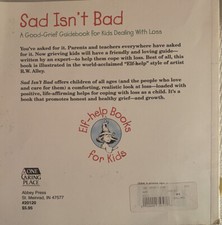 Sad Isn't Bad
A Good-Grief Guidebook For Kids Dealing With Loss
You've asked for it. Parents and teachers everywhere have asked for
it. Now grieving kids will have a friendly and loving guide—
written by an expert—to help them cope with loss. Best of all, this
book is illustrated in the world-acclaimed "Elf-help" style of artist
R.W. Alley.
Sad Isn't Bad offers children of all ages (and the people who love
and care for them) a comforting, realistic look at loss—loaded with
positive, life-affirming helps for coping with loss as a child. It's a
book that promotes honest and healthy grief—and growth.
Elf-help Books
for Kids
ONE
CARING
PLACE
Abbey Press
St. Meinrad, IN 47577